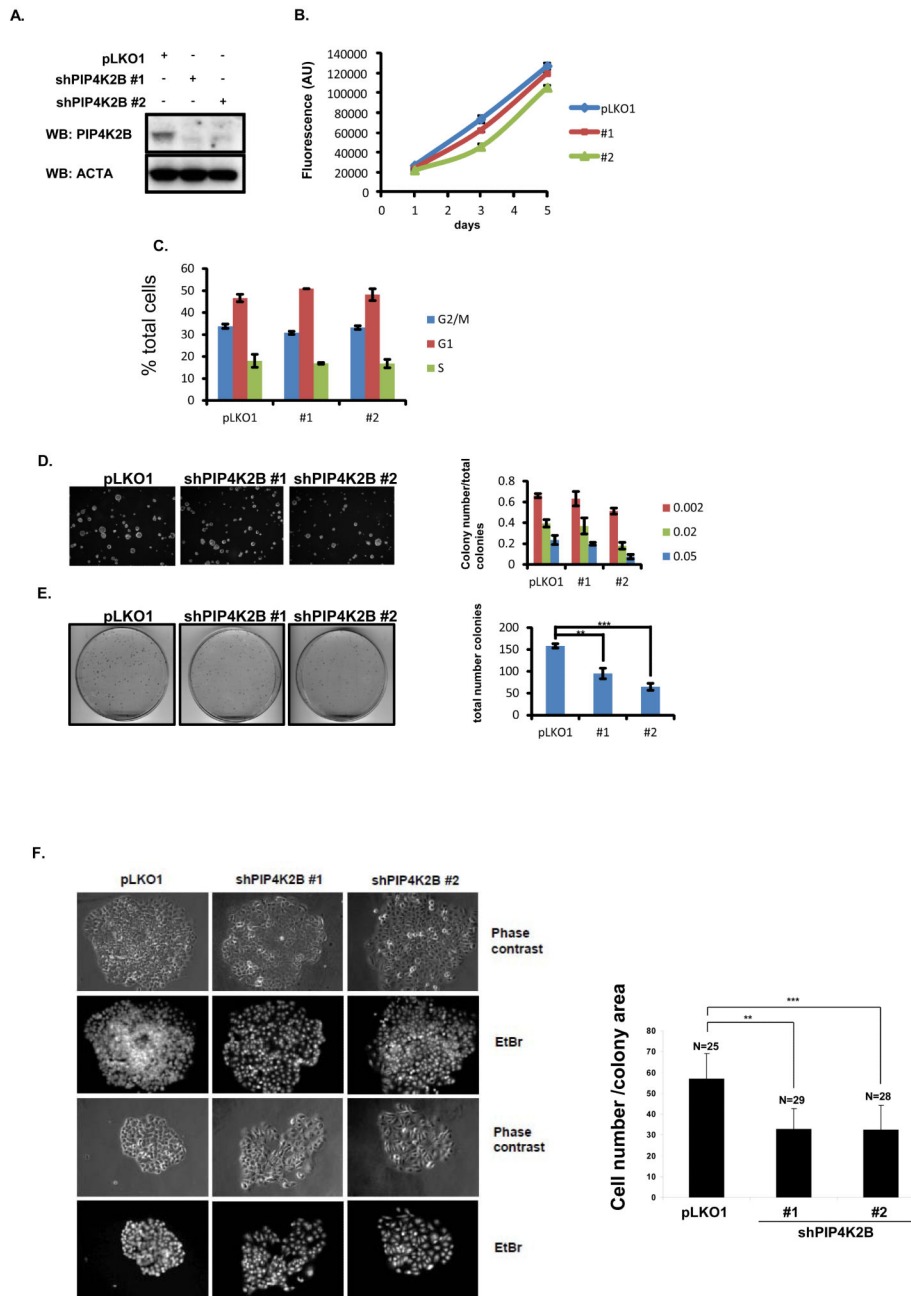 A.
pLKO1 + - -
shPIP4K2B #1 - + -
shPIP4K2B #2 - - +
WB: PIP4K2B
WB: ACTA
B.
Fluorescence (AU)
140000
120000
100000
80000
60000
40000
20000
0
0 1 2 3 4 5
days
pLKO1
#1
#2
C.
% total cells
60
50
40
30
20
10
0
pLKO1 #1 #2
G2/M
G1
S
D.
pLKO1 shPIP4K2B #1 shPIP4K2B #2
Colony number/total
colonies
0.8
0.6
0.4
0.2
0
pLKO1 #1 #2
0.002
0.02
0.05
E.
pLKO1 shPIP4K2B #1 shPIP4K2B #2
total number colonies
200
150
100
50
0
***
**
pLKO1 #1 #2
F.
pLKO1 shPIP4K2B #1 shPIP4K2B #2
Phase
contrast
EtBr
Phase
contrast
EtBr
Cell number /colony area
80
70
60
50
40
30
20
10
0
***
**
N=25
N=29
N=28
pLKO1 #1 #2
shPIP4K2B